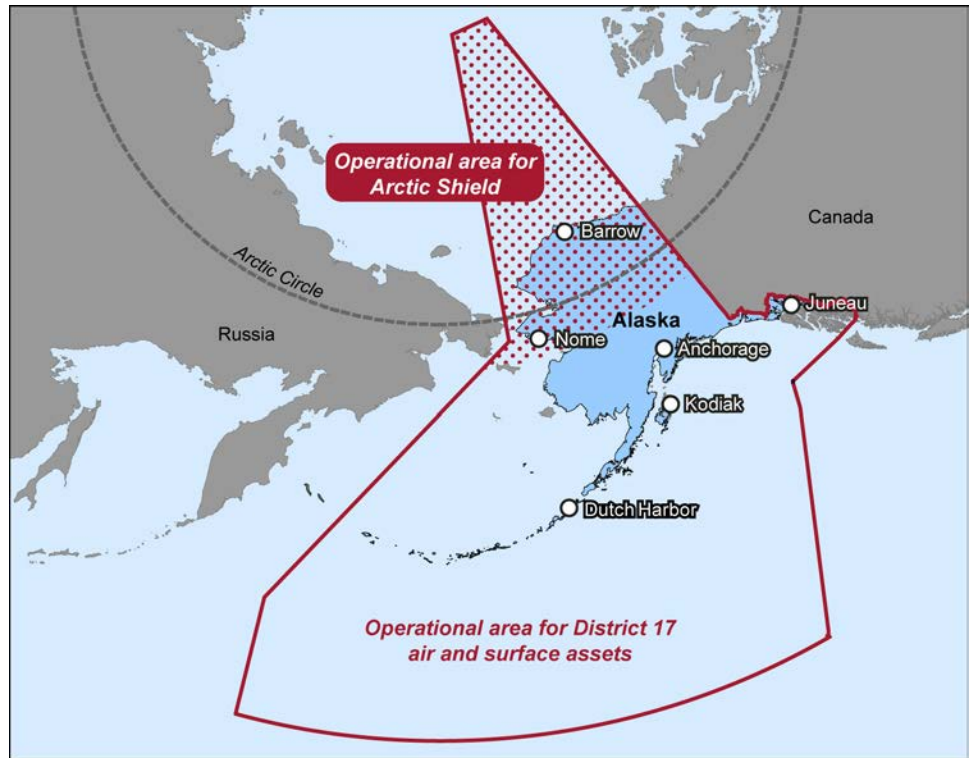 Operational area for
Arctic Shield
Barrow
Canada
Arctic Circle
Juneau
Russia
Alaska
Nome
Anchorage
Kodiak
Dutch Harbor
Operational area for District 17
air and surface assets